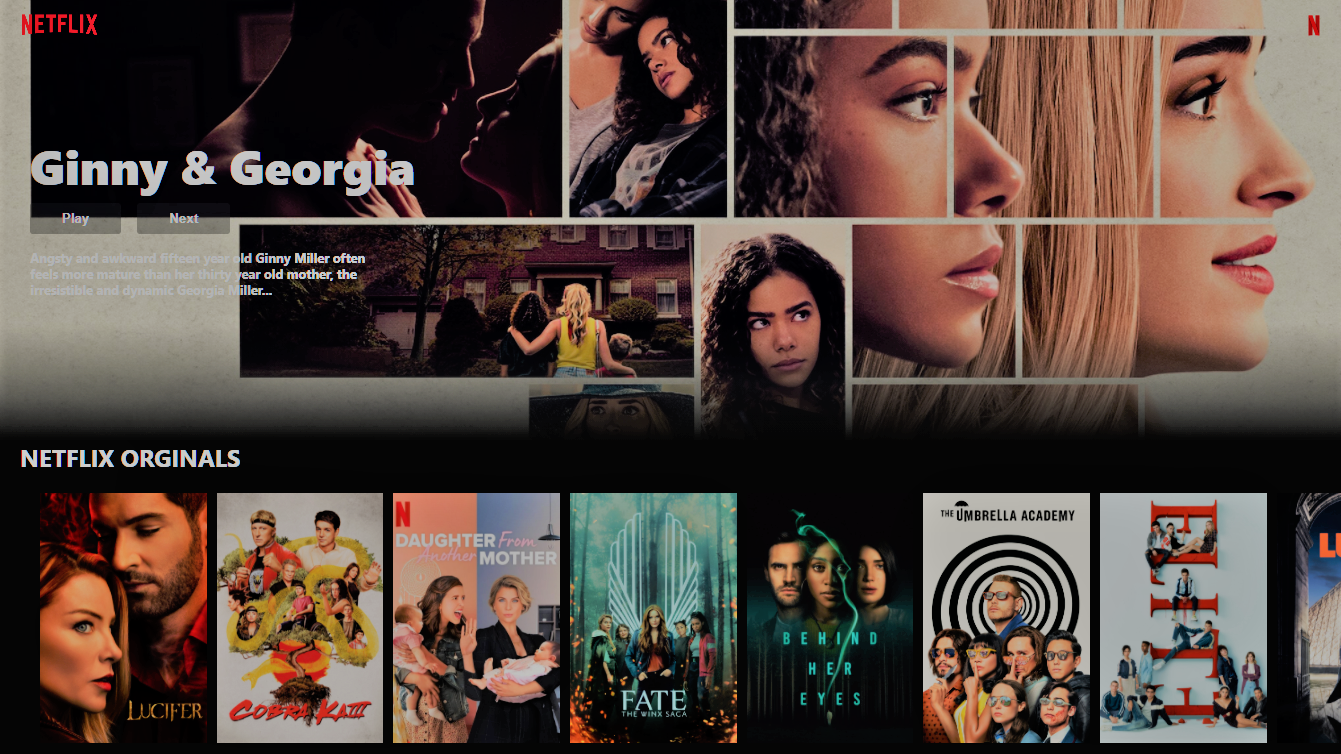 NETFLIX
N
Ginny & Georgia
Play
Next
Angsty and awkward fifteen year old Ginny Miller often
feels more mature than her thirty year old mother, the
irresistible and dynamic Georgia Miller...
NETFLIX ORGINALS
LUCIFER
COBRA KAI III
N
DAUGHTER From
Another MOTHER
FATE
THE WINX SACA
BEHIND
HER
EYES
THE UMBRELLA ACADEMY
ELITE